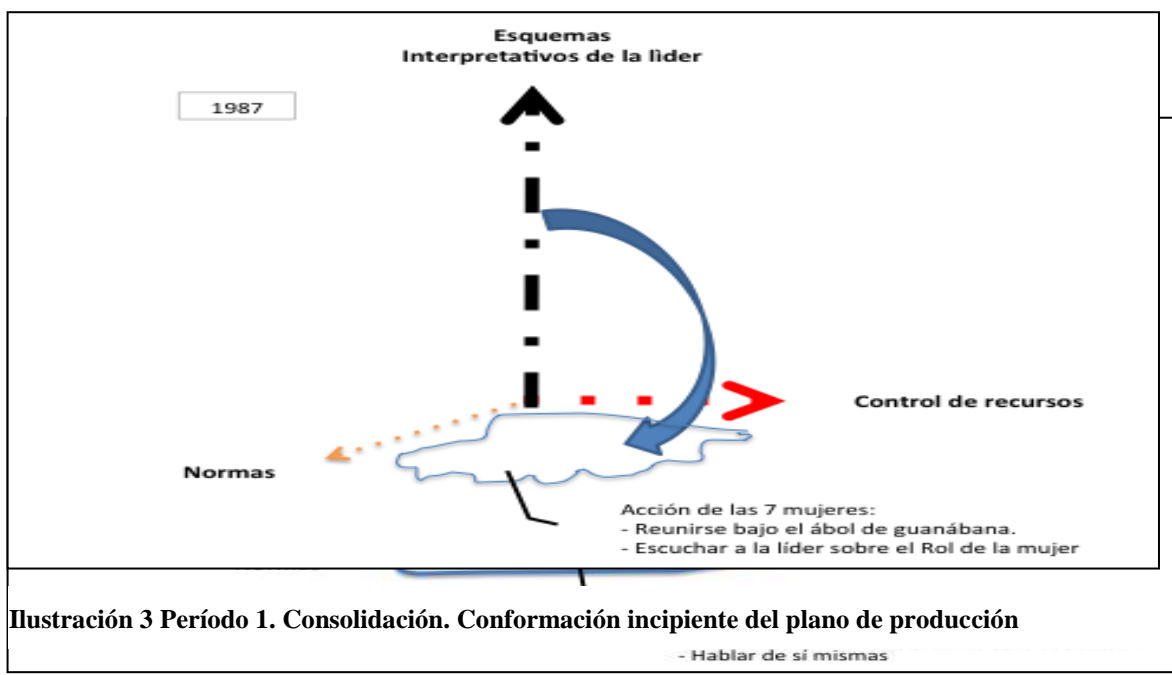 Esquemas
Interpretativos de la lìder
1987
Control de recursos
Normas
Acción de las 7 mujeres:
- Reunirse bajo el ábol de guanábana.
- Escuchar a la líder sobre el Rol de la mujer
Ilustración 3 Período 1. Consolidación. Conformación incipiente del plano de producción
- Hablar de sí mismas